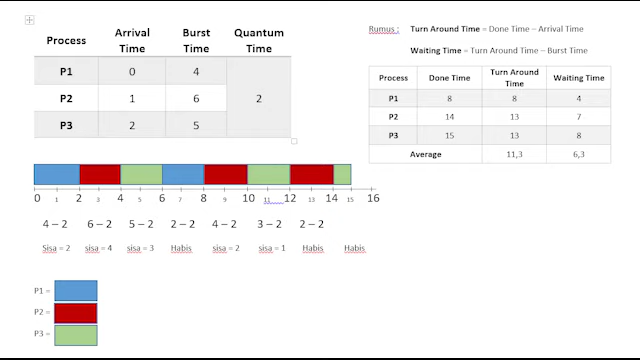 Process Arrival Time Burst Time Quantum Time
P1 0 4
P2 1 6 2
P3 2 5
Rumus : Turn Around Time = Done Time – Arrival Time
Waiting Time = Turn Around Time – Burst Time
Process Done Time Turn Around Time Waiting Time
P1 8 8 4
P2 14 13 7
P3 15 13 8
Average 11,3 6,3
0 1 2 3 4 5 6 7 8 9 10 11 12 13 14 15 16
4 – 2 6 – 2 5 – 2 2 – 2 4 – 2 3 – 2 2 – 2
Sisa = 2 sisa = 4 sisa = 3 Habis sisa = 2 sisa = 1 Habis Habis
P1 =
P2 =
P3 =